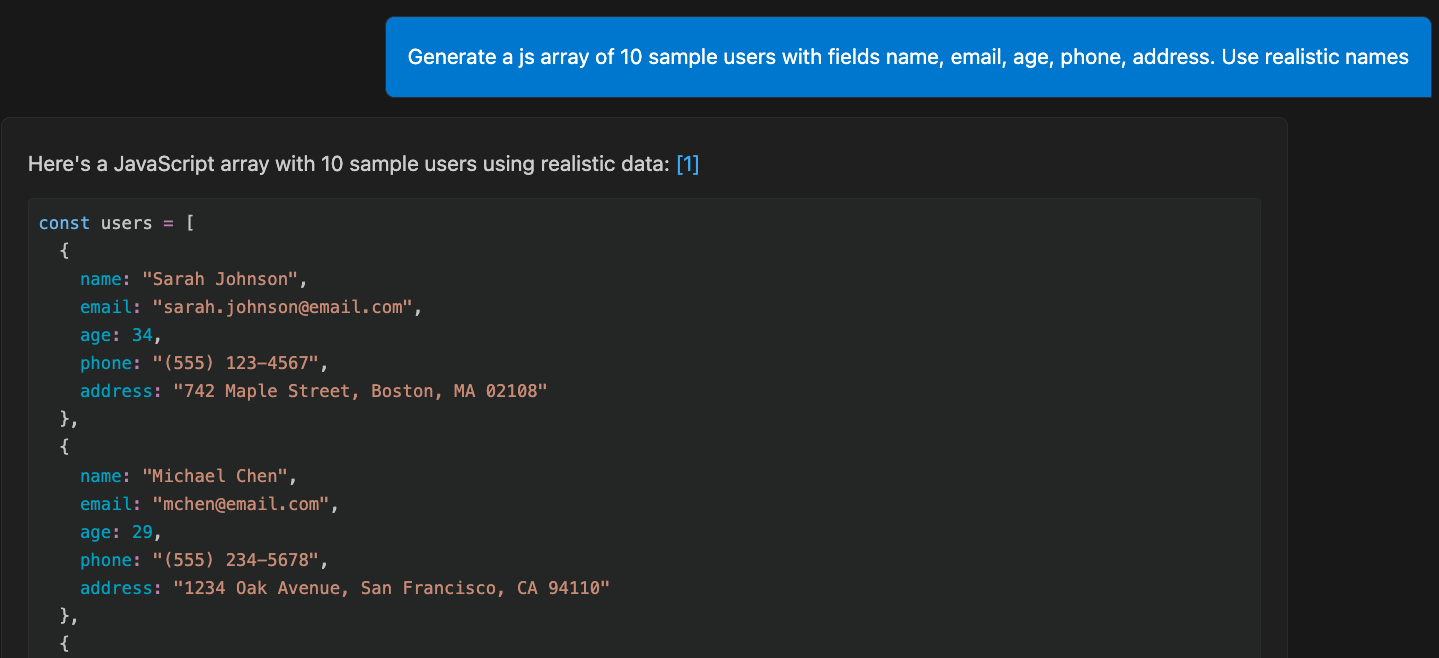 Generate a js array of 10 sample users with fields name, email, age, phone, address. Use realistic names
Here's a JavaScript array with 10 sample users using realistic data: [1]
const users = [
  {
    name: "Sarah Johnson",
    email: "sarah.johnson@email.com",
    age: 34,
    phone: "(555) 123-4567",
    address: "742 Maple Street, Boston, MA 02108"
  },
  {
    name: "Michael Chen",
    email: "mchen@email.com",
    age: 29,
    phone: "(555) 234-5678",
    address: "1234 Oak Avenue, San Francisco, CA 94110"
  },
  {